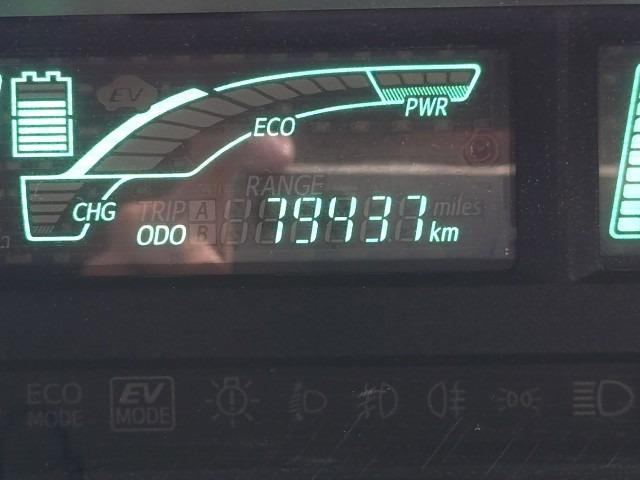 EV
PWR
ECO
RANGE
CHG
TRIP A 79437 miles
ODO B km
ECO MODE
EV MODE